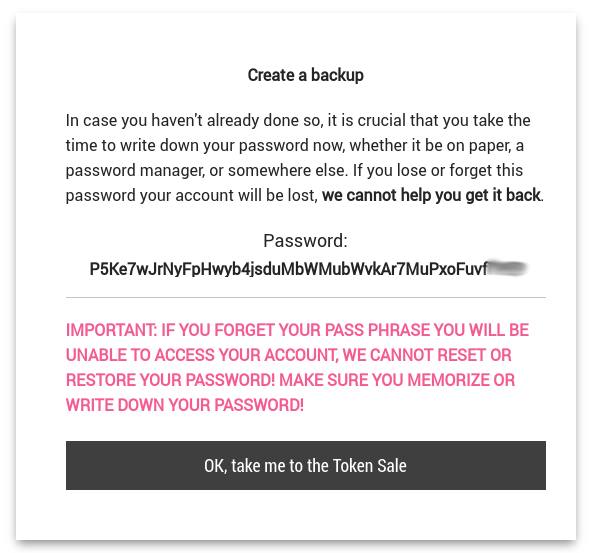 Create a backup
In case you haven't already done so, it is crucial that you take the
time to write down your password now, whether it be on paper, a
password manager, or somewhere else. If you lose or forget this
password your account will be lost, we cannot help you get it back.
Password:
P5Ke7wJrNyFpHwyb4jsduMbWMubWvkAr7MuPxoFuvf
IMPORTANT: IF YOU FORGET YOUR PASS PHRASE YOU WILL BE
UNABLE TO ACCESS YOUR ACCOUNT, WE CANNOT RESET OR
RESTORE YOUR PASSWORD! MAKE SURE YOU MEMORIZE OR
WRITE DOWN YOUR PASSWORD!
OK, take me to the Token Sale